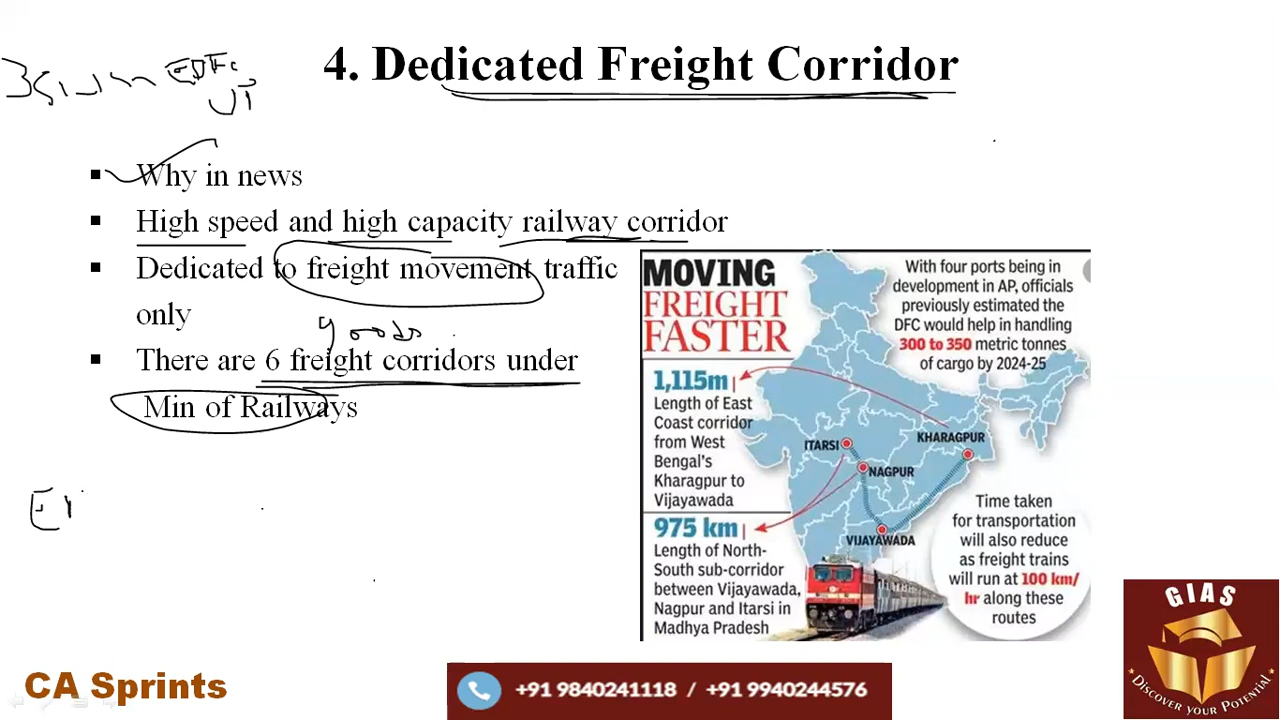 4. Dedicated Freight Corridor
EDFC
UP
Why in news
High speed and high capacity railway corridor
Dedicated to freight movement traffic
only
goods
There are 6 freight corridors under
Min of Railways
MOVING
FREIGHT
FASTER
1,115m
Length of East
Coast corridor
from West
Bengal's
Kharagpur to
Vijayawada
975 km
Length of North-
South sub-corridor
between Vijayawada,
Nagpur and Itarsi in
Madhya Pradesh
With four ports being in
development in AP, officials
previously estimated the
DFC would help in handling
300 to 350 metric tonnes
of cargo by 2024-25
ITARSI
KHARAGPUR
NAGPUR
VIJAYAWADA
Time taken
for transportation
will also reduce
as freight trains
will run at 100 km/
hr along these
routes
CA Sprints
+91 9840241118 / +91 9940244576
GIAS
DISCOVER YOUR POTENTIAL